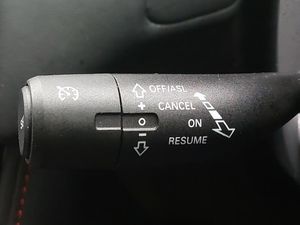 OFF/ASL
+ CANCEL
O ON
- RESUME